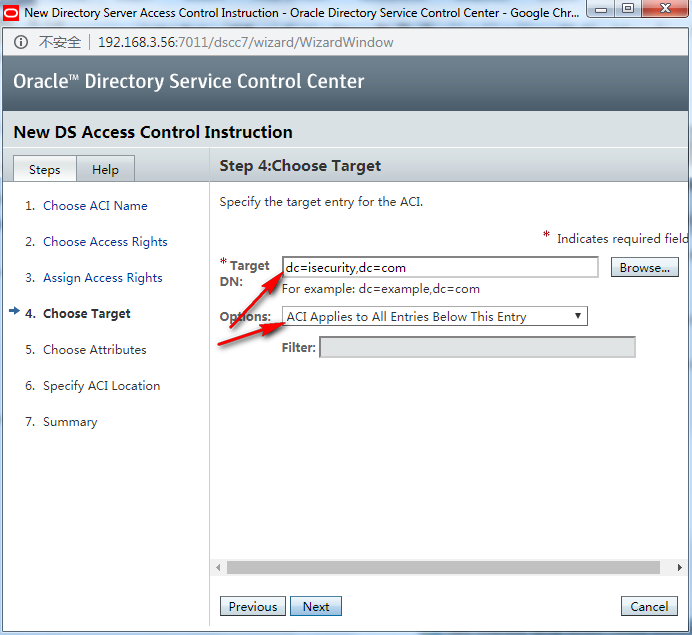 New Directory Server Access Control Instruction - Oracle Directory Service Control Center - Google Chr...
不安全 192.168.3.56:7011/dscc7/wizard/WizardWindow
Oracle™ Directory Service Control Center
New DS Access Control Instruction
Steps Help
1. Choose ACI Name
2. Choose Access Rights
3. Assign Access Rights
4. Choose Target
5. Choose Attributes
6. Specify ACI Location
7. Summary
Step 4:Choose Target
Specify the target entry for the ACI.
* Indicates required field
* Target DN: dc=isecurity,dc=com Browse...
For example: dc=example,dc=com
Options: ACI Applies to All Entries Below This Entry
Filter:
Previous Next Cancel